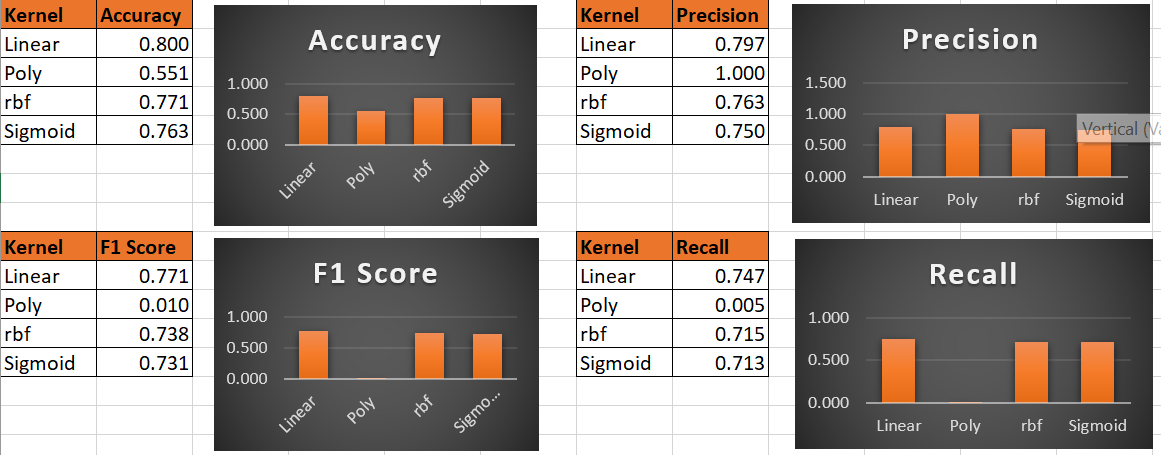 Kernel Accuracy
Linear 0.800
Poly 0.551
rbf 0.771
Sigmoid 0.763
Accuracy
1.000
0.500
0.000
Linear Poly rbf Sigmoid
Kernel Precision
Linear 0.797
Poly 1.000
rbf 0.763
Sigmoid 0.750
Precision
1.500
1.000
0.500
0.000
Linear Poly rbf Sigmoid
Vertical (Va
Kernel F1 Score
Linear 0.771
Poly 0.010
rbf 0.738
Sigmoid 0.731
F1 Score
1.000
0.500
0.000
Linear Poly rbf Sigmo...
Kernel Recall
Linear 0.747
Poly 0.005
rbf 0.715
Sigmoid 0.713
Recall
1.000
0.500
0.000
Linear Poly rbf Sigmoid